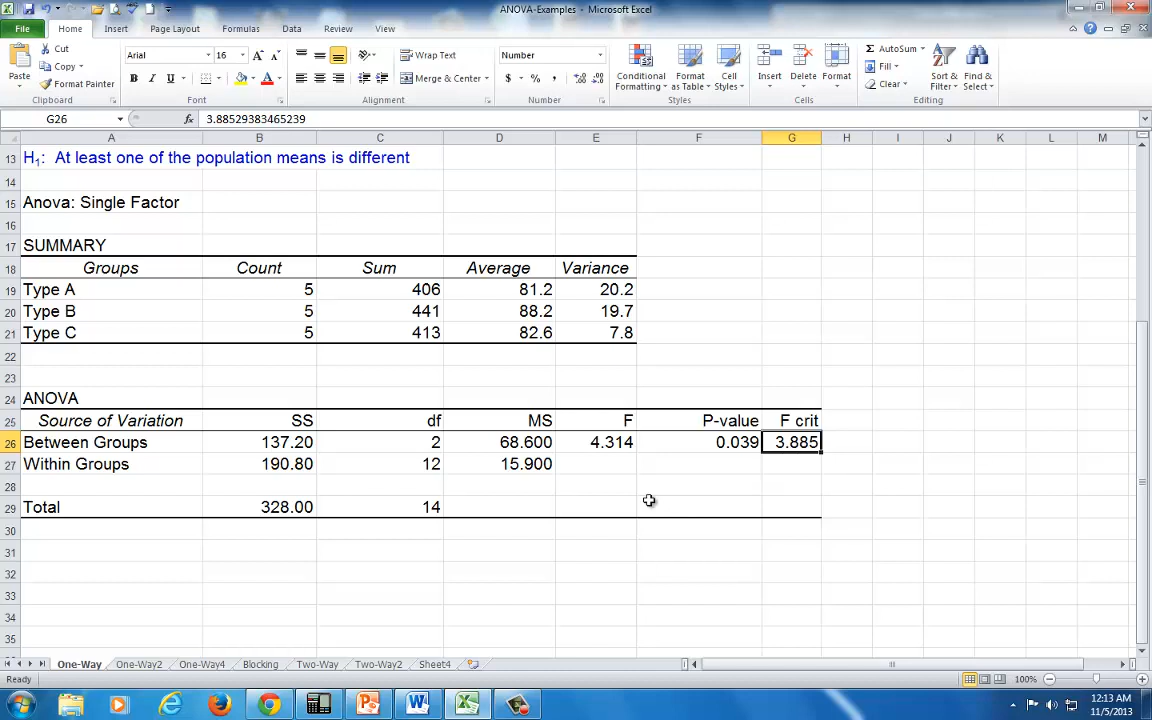 ANOVA-Examples - Microsoft Excel
File Home Insert Page Layout Formulas Data Review View
Paste
Cut
Copy
Format Painter
Clipboard
Arial 16
B I U
Font
Wrap Text
Merge & Center
Alignment
Number
$ % ,
Number
Conditional Formatting
Format as Table
Cell Styles
Styles
Insert Delete Format
Cells
AutoSum
Fill
Clear
Sort & Filter
Find & Select
Editing
G26 fx 3.88529383465239
A B C D E F G H I J K L M
13 H1: At least one of the population means is different
14
15 Anova: Single Factor
16
17 SUMMARY
18 Groups Count Sum Average Variance
19 Type A 5 406 81.2 20.2
20 Type B 5 441 88.2 19.7
21 Type C 5 413 82.6 7.8
22
23
24 ANOVA
25 Source of Variation SS df MS F P-value F crit
26 Between Groups 137.20 2 68.600 4.314 0.039 3.885
27 Within Groups 190.80 12 15.900
28
29 Total 328.00 14
30
31
32
33
34
35
One-Way One-Way2 One-Way4 Blocking Two-Way Two-Way2 Sheet4
Ready 100%
12:13 AM
11/5/2013